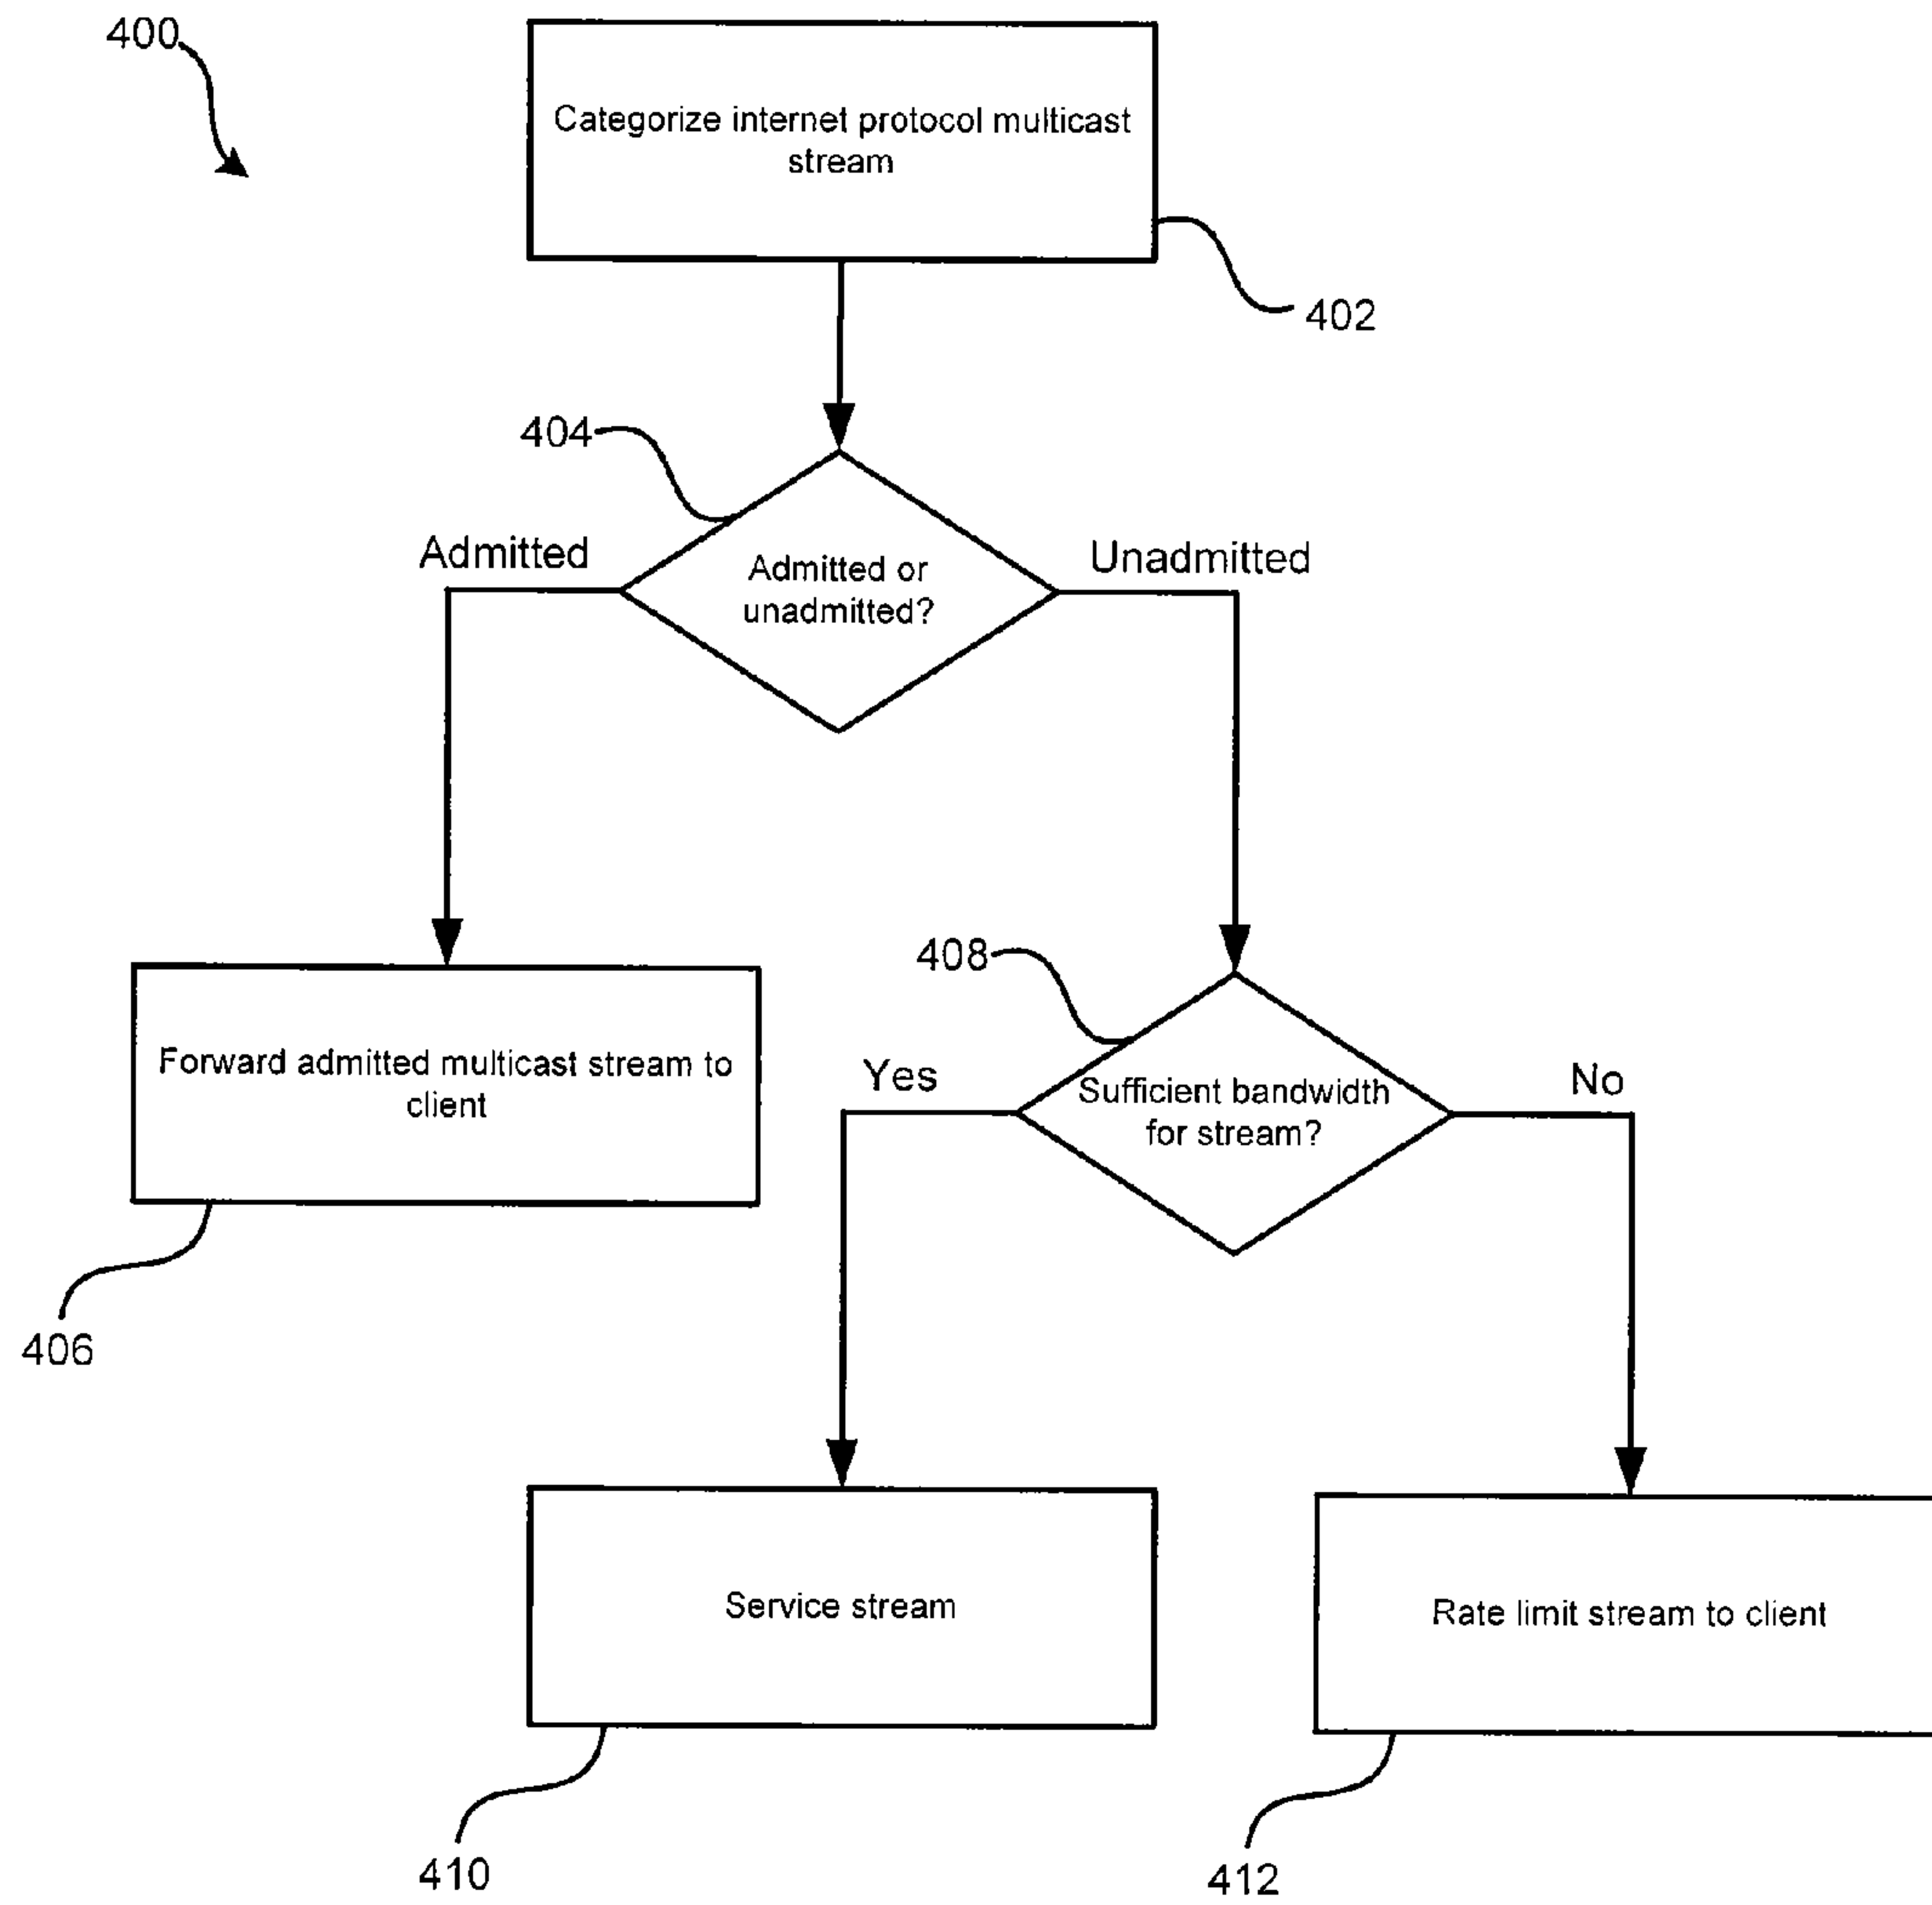 400
Categorize internet protocol multicast
stream
402
404
Admitted
Admitted or
unadmitted?
Unadmitted
408
Forward admitted multicast stream to
client
Yes
Sufficient bandwidth
for stream?
No
406
Service stream
Rate limit stream to client
410
412